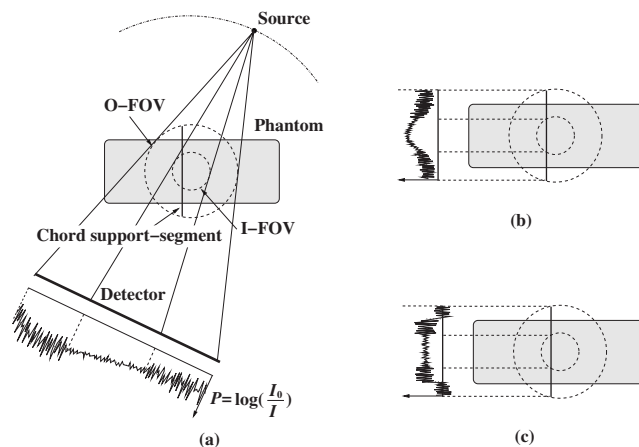 Source
O-FOV
Phantom
Chord support-segment
I-FOV
Detector
P = log(I₀/I)
(a)
(b)
(c)